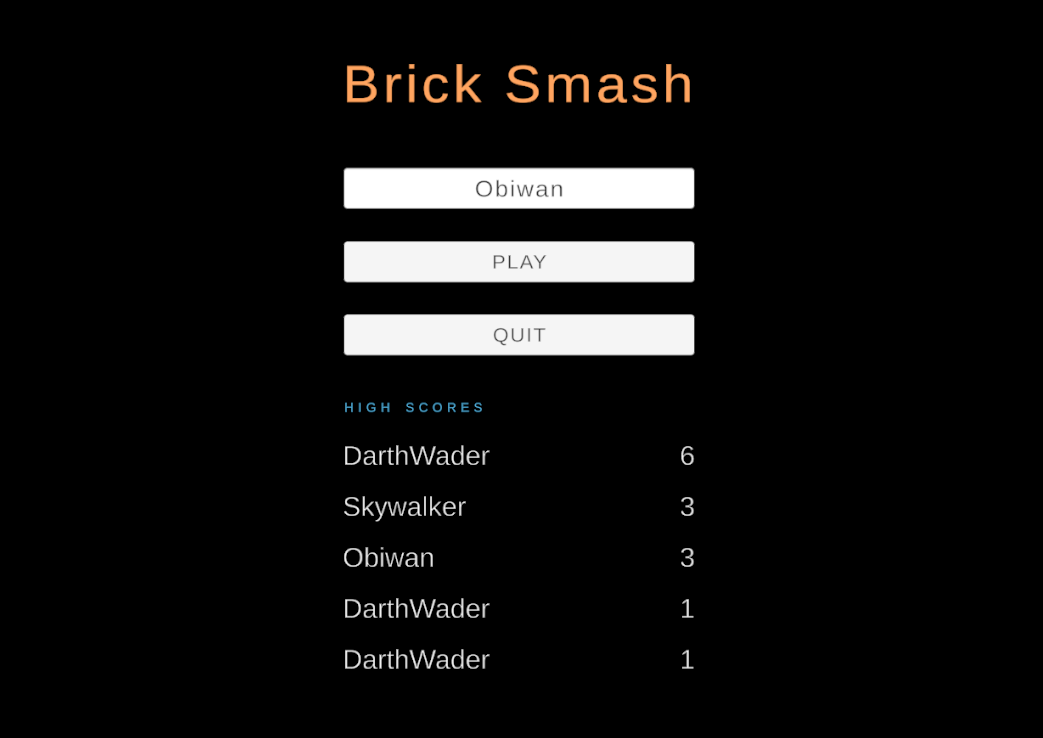 Brick Smash
Obiwan
PLAY
QUIT
HIGH SCORES
DarthWader 6
Skywalker 3
Obiwan 3
DarthWader 1
DarthWader 1